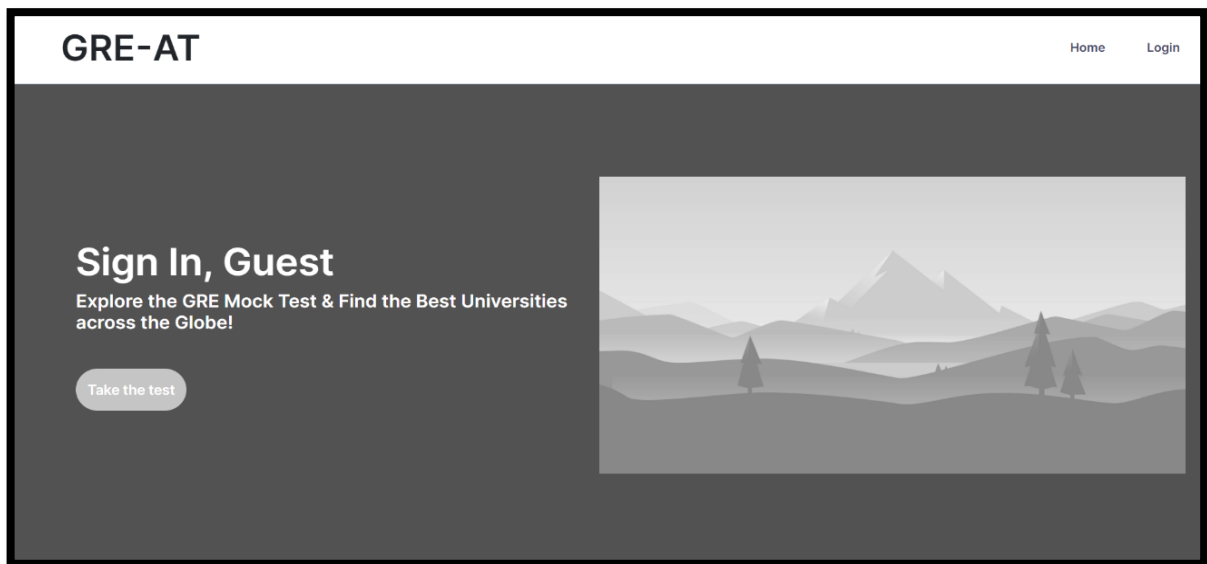 GRE-AT
Home
Login
Sign In, Guest
Explore the GRE Mock Test & Find the Best Universities
across the Globe!
Take the test